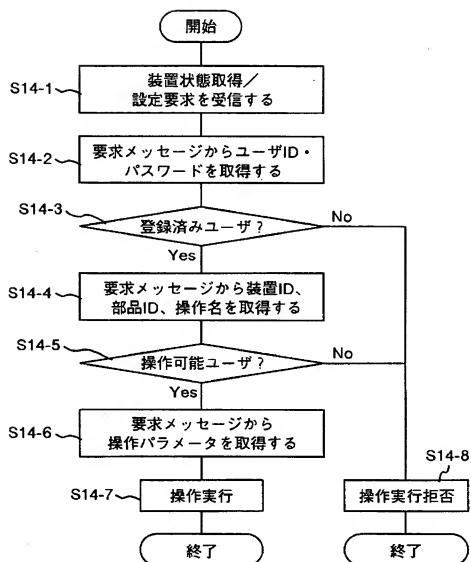 開始
S14-1
装置状態取得／
設定要求を受信する
S14-2
要求メッセージからユーザID・
パスワードを取得する
S14-3
登録済みユーザ？
No
Yes
S14-4
要求メッセージから装置ID、
部品ID、操作名を取得する
S14-5
操作可能ユーザ？
No
Yes
S14-6
要求メッセージから
操作パラメータを取得する
S14-7
操作実行
S14-8
操作実行拒否
終了
終了